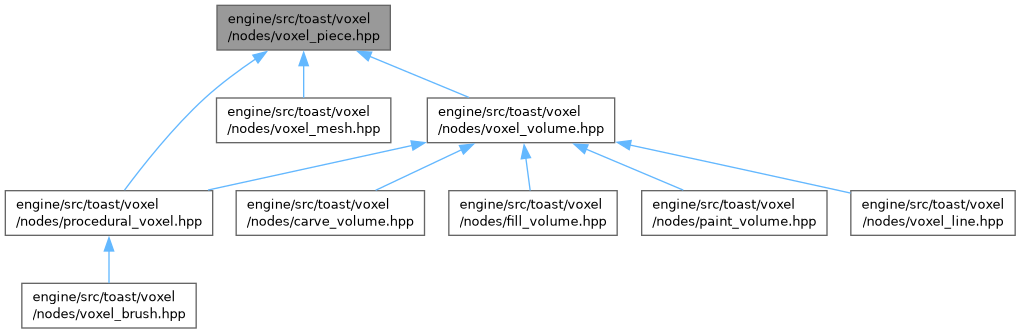 engine/src/toast/voxel
/nodes/voxel_piece.hpp
engine/src/toast/voxel
/nodes/voxel_mesh.hpp
engine/src/toast/voxel
/nodes/voxel_volume.hpp
engine/src/toast/voxel
/nodes/procedural_voxel.hpp
engine/src/toast/voxel
/nodes/carve_volume.hpp
engine/src/toast/voxel
/nodes/fill_volume.hpp
engine/src/toast/voxel
/nodes/paint_volume.hpp
engine/src/toast/voxel
/nodes/voxel_line.hpp
engine/src/toast/voxel
/nodes/voxel_brush.hpp